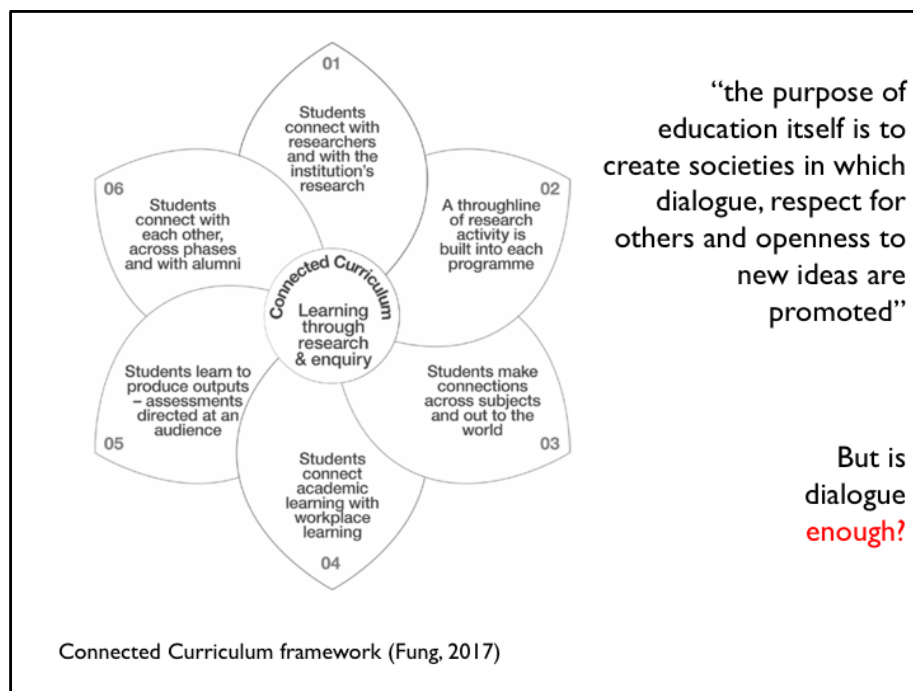 01
Students
connect with
researchers
and with the
institution's
research
02
A throughline
of research
activity is
built into each
programme
Students make
connections
across subjects
and out to the
world
03
Students
connect
academic
learning with
workplace
learning
04
Students learn to
produce outputs
– assessments
directed at an
audience
05
06
Students
connect with
each other,
across phases
and with alumni
Connected Curriculum
Learning
through
research
& enquiry
“the purpose of
education itself is to
create societies in which
dialogue, respect for
others and openness to
new ideas are
promoted”
But is
dialogue
enough?
Connected Curriculum framework (Fung, 2017)